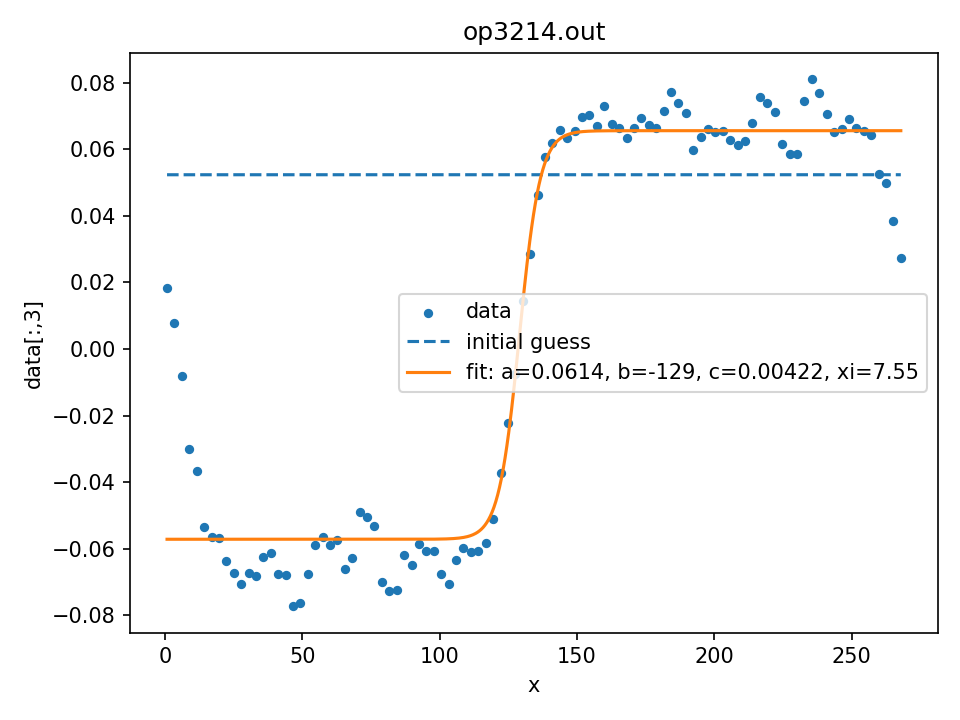 op3214.out
0.08
0.06
0.04
0.02
0.00
−0.02
−0.04
−0.06
−0.08
data[:,3]
data
initial guess
fit: a=0.0614, b=-129, c=0.00422, xi=7.55
0 50 100 150 200 250
x